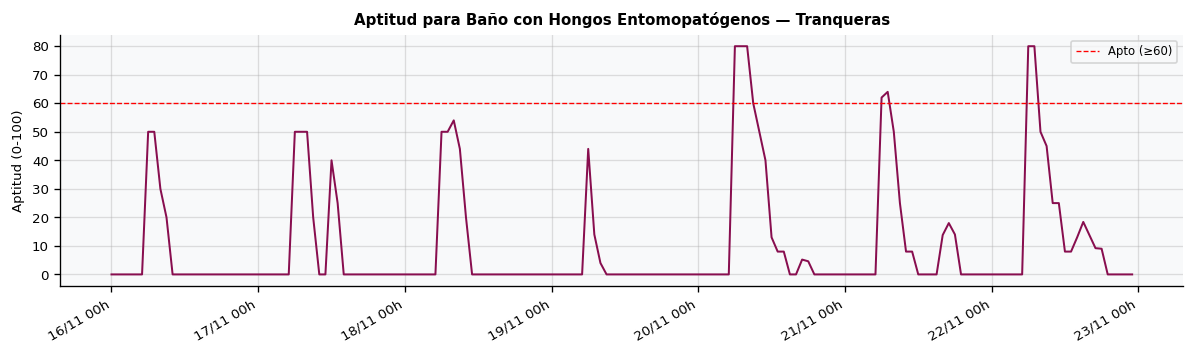 Aptitud para Baño con Hongos Entomopatógenos — Tranqueras
Apto (≥60)
Aptitud (0-100)
80
70
60
50
40
30
20
10
0
16/11 00h
17/11 00h
18/11 00h
19/11 00h
20/11 00h
21/11 00h
22/11 00h
23/11 00h